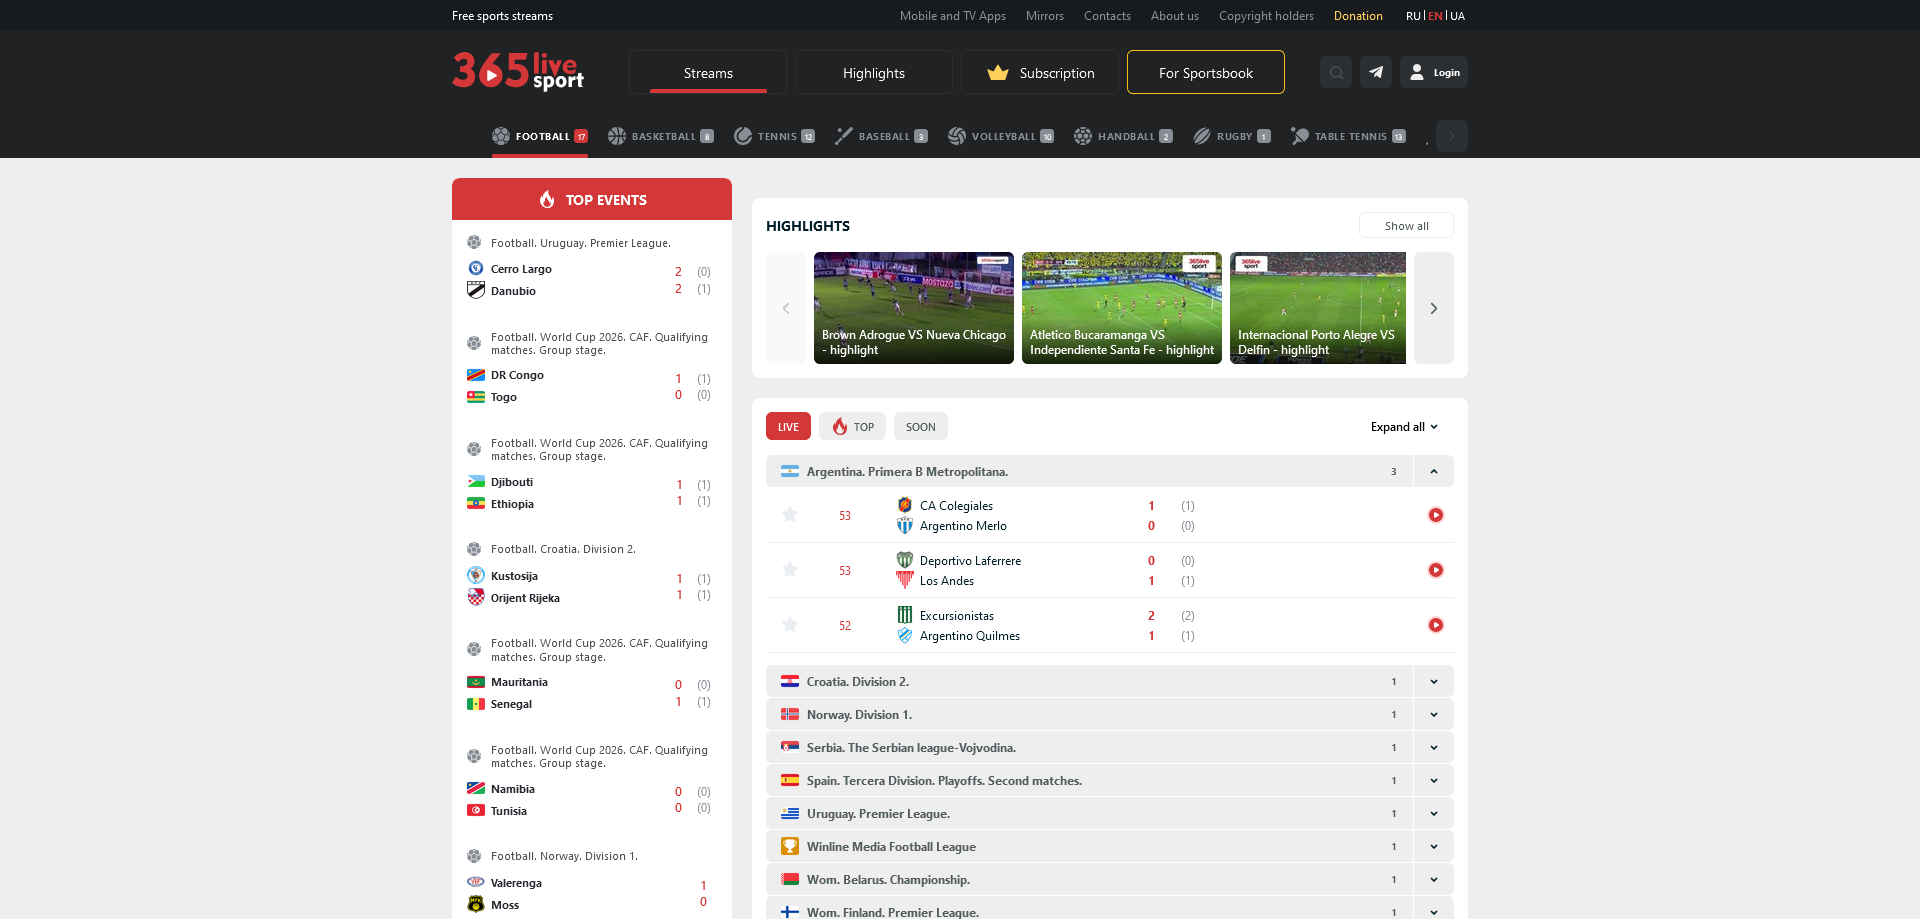 Free sports streams
Mobile and TV Apps
Mirrors
Contacts
About us
Copyright holders
Donation
RU | EN | UA
365 live sport
Streams
Highlights
Subscription
For Sportsbook
Login
FOOTBALL 17
BASKETBALL 8
TENNIS 12
BASEBALL 3
VOLLEYBALL 10
HANDBALL 2
RUGBY 1
TABLE TENNIS 13
TOP EVENTS
Football. Uruguay. Premier League.
Cerro Largo 2 (0)
Danubio 2 (1)
Football. World Cup 2026. CAF. Qualifying
matches. Group stage.
DR Congo 1 (1)
Togo 0 (0)
Football. World Cup 2026. CAF. Qualifying
matches. Group stage.
Djibouti 1 (1)
Ethiopia 1 (1)
Football. Croatia. Division 2.
Kustosija 1 (1)
Orijent Rijeka 1 (1)
Football. World Cup 2026. CAF. Qualifying
matches. Group stage.
Mauritania 0 (0)
Senegal 1 (1)
Football. World Cup 2026. CAF. Qualifying
matches. Group stage.
Namibia 0 (0)
Tunisia 0 (0)
Football. Norway. Division 1.
Valerenga 1
Moss 0
HIGHLIGHTS
Show all
Brown Adrogue VS Nueva Chicago
- highlight
Atletico Bucaramanga VS
Independiente Santa Fe - highlight
Internacional Porto Alegre VS
Delfin - highlight
LIVE
TOP
SOON
Expand all
Argentina. Primera B Metropolitana. 3
53
CA Colegiales 1 (1)
Argentino Merlo 0 (0)
53
Deportivo Laferrere 0 (0)
Los Andes 1 (1)
52
Excursionistas 2 (2)
Argentino Quilmes 1 (1)
Croatia. Division 2. 1
Norway. Division 1. 1
Serbia. The Serbian league-Vojvodina. 1
Spain. Tercera Division. Playoffs. Second matches. 1
Uruguay. Premier League. 1
Winline Media Football League 1
Wom. Belarus. Championship. 1
Wom. Finland. Premier League. 1